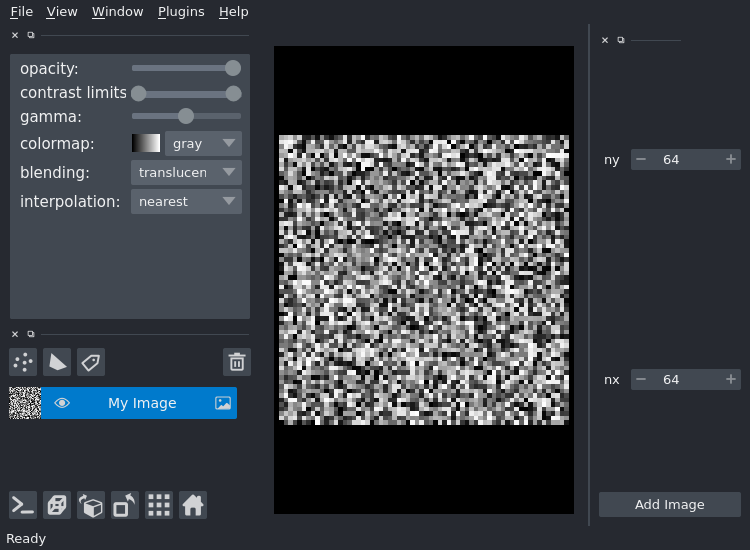 File View Window Plugins Help
opacity:
contrast limits
gamma:
colormap: gray
blending: translucen
interpolation: nearest
ny 64
My Image
nx 64
Add Image
Ready